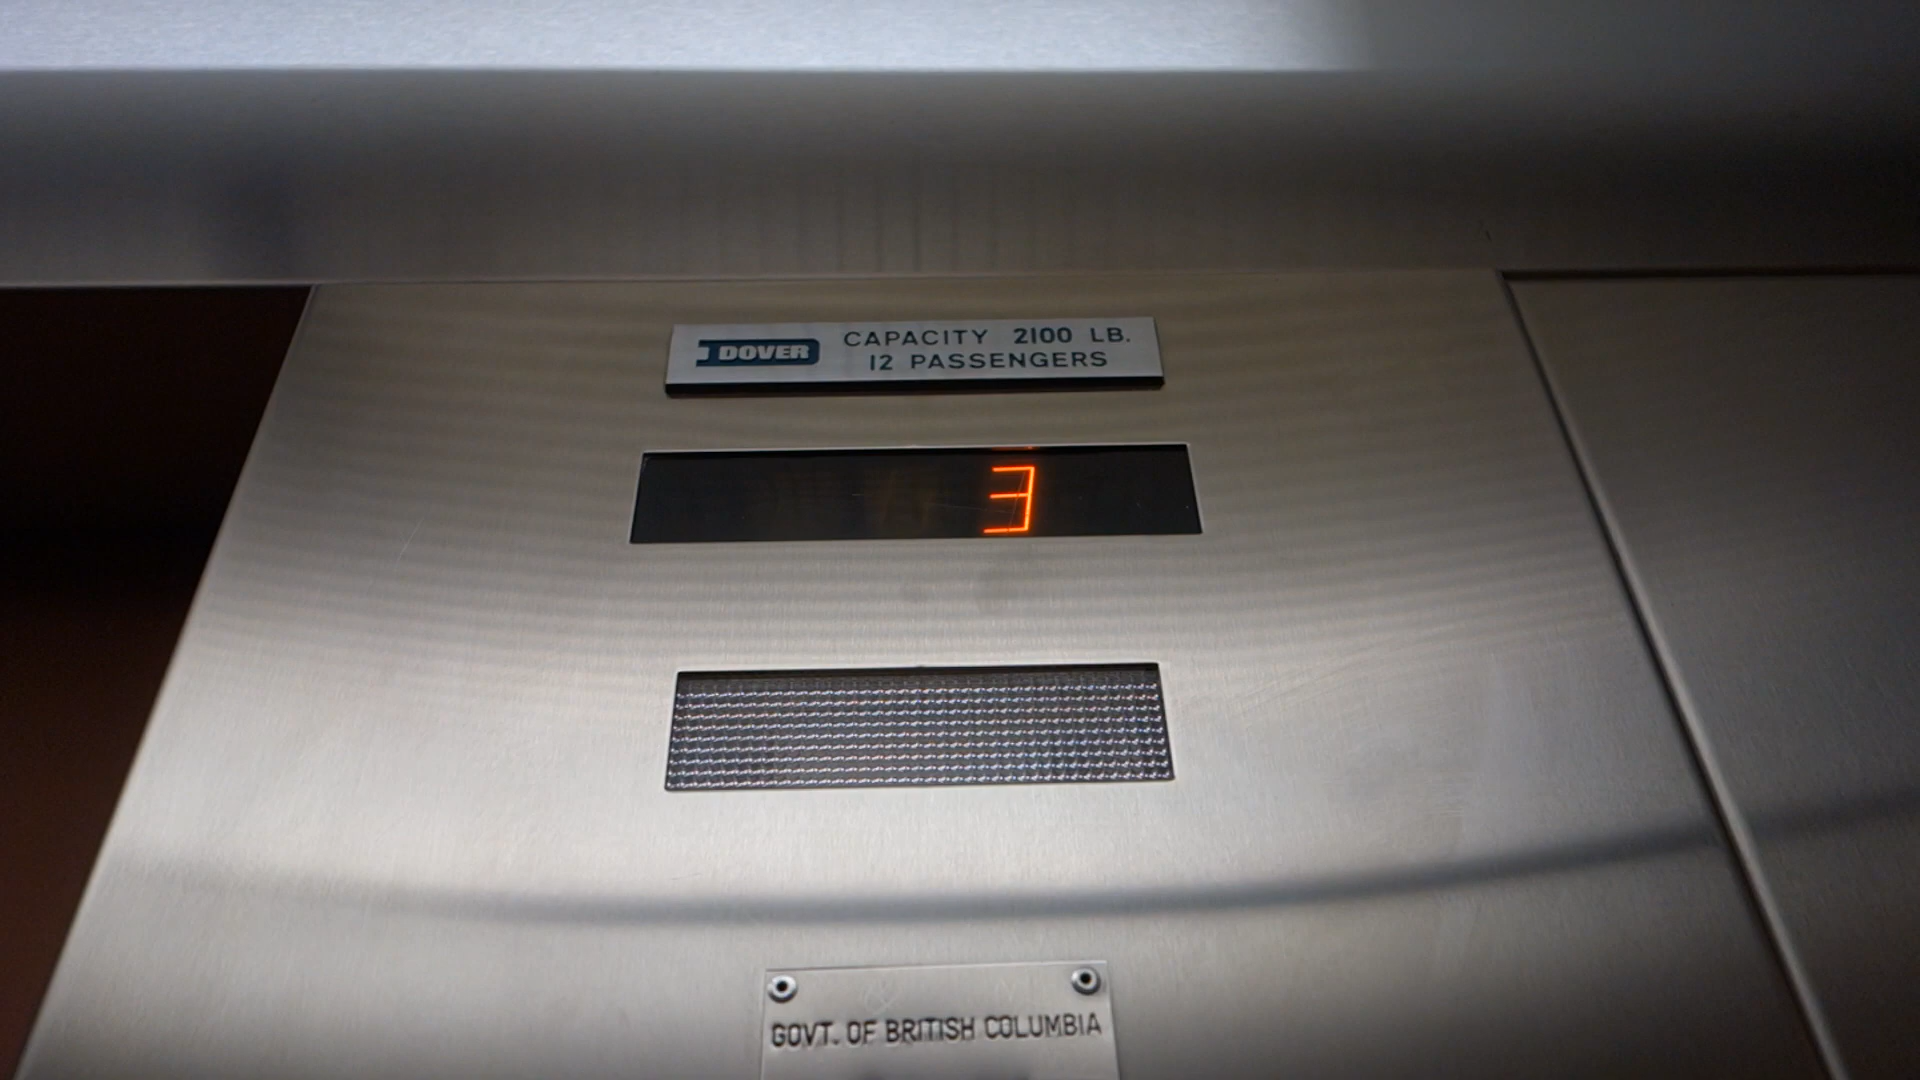 DOVER
CAPACITY 2100 LB.
12 PASSENGERS
3
GOVT. OF BRITISH COLUMBIA